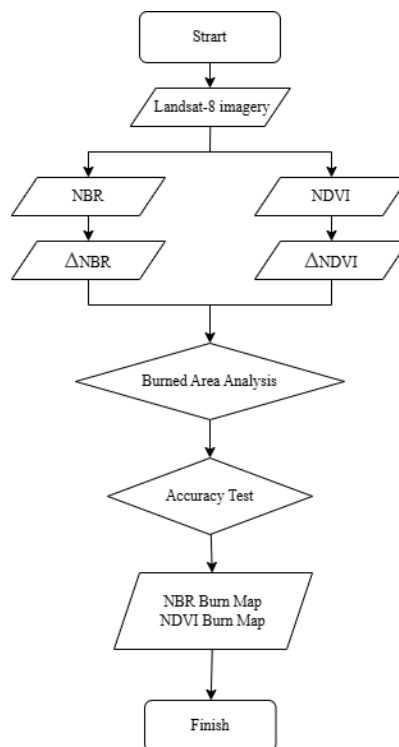 Strart
Landsat-8 imagery
NBR
NDVI
ΔNBR
ΔNDVI
Burned Area Analysis
Accuracy Test
NBR Burn Map
NDVI Burn Map
Finish